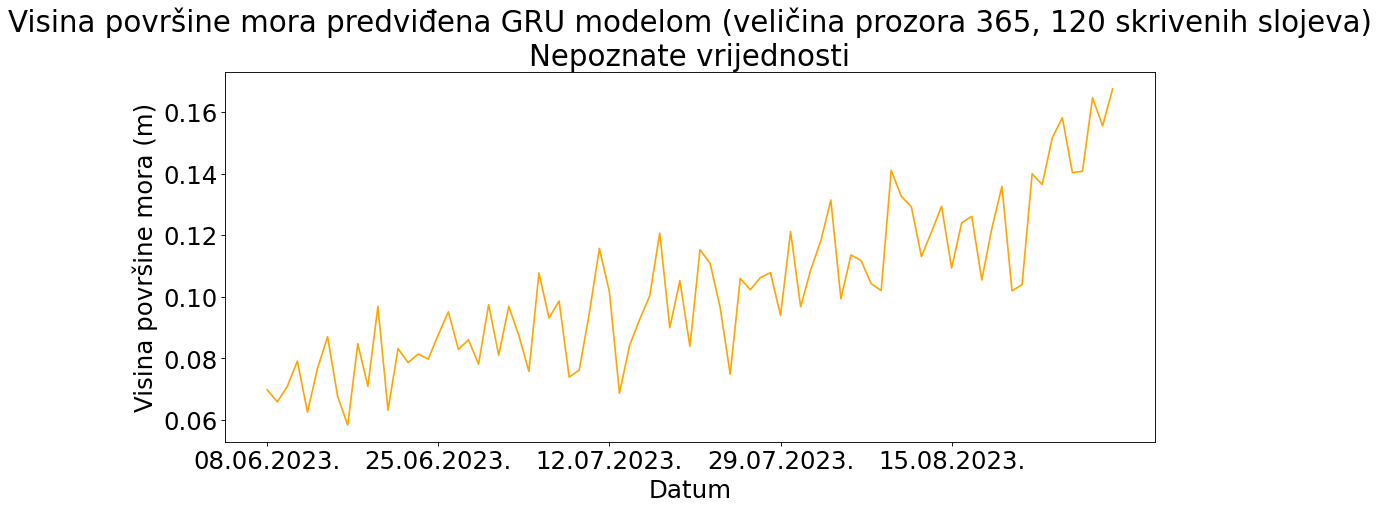 Visina površine mora predviđena GRU modelom (veličina prozora 365, 120 skrivenih slojeva)
Nepoznate vrijednosti
Visina površine mora (m)
0.16
0.14
0.12
0.10
0.08
0.06
08.06.2023. 25.06.2023. 12.07.2023. 29.07.2023. 15.08.2023.
Datum